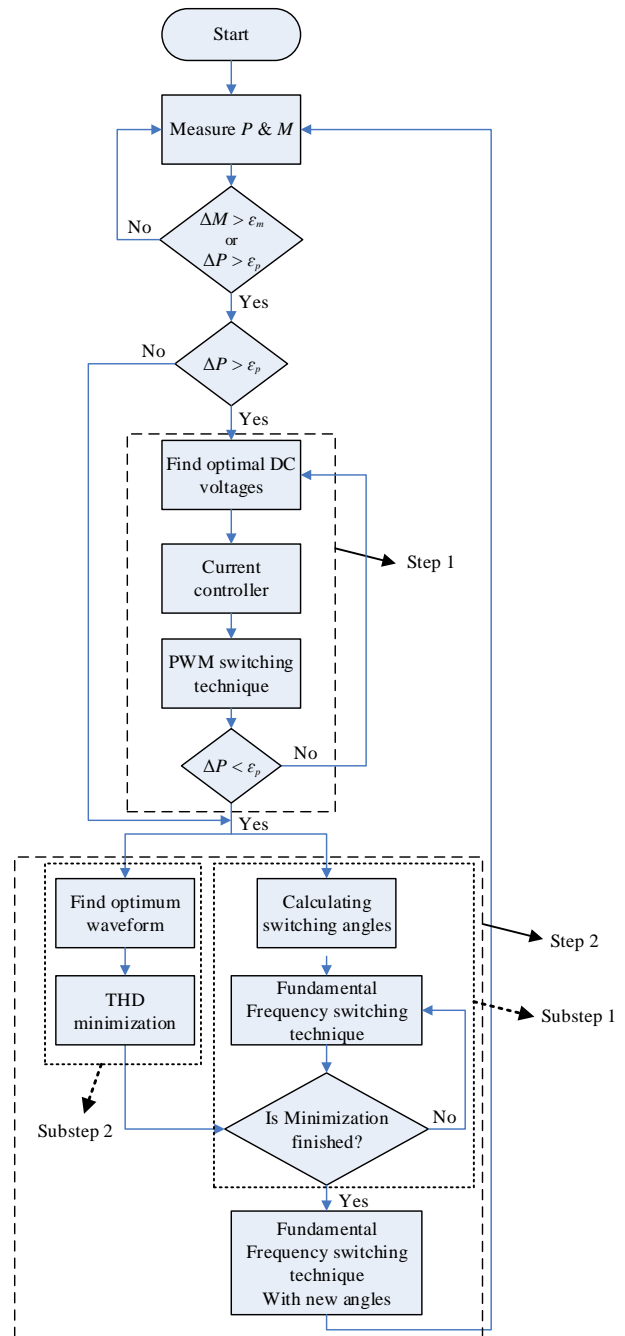 Start
Measure P & M
No
ΔM > εm
or
ΔP > εp
Yes
No
ΔP > εp
Yes
Find optimal DC
voltages
Step 1
Current
controller
PWM switching
technique
ΔP < εp
No
Yes
Find optimum
waveform
Calculating
switching angles
Step 2
THD
minimization
Fundamental
Frequency switching
technique
Substep 1
Substep 2
Is Minimization
finished?
No
Yes
Fundamental
Frequency switching
technique
With new angles